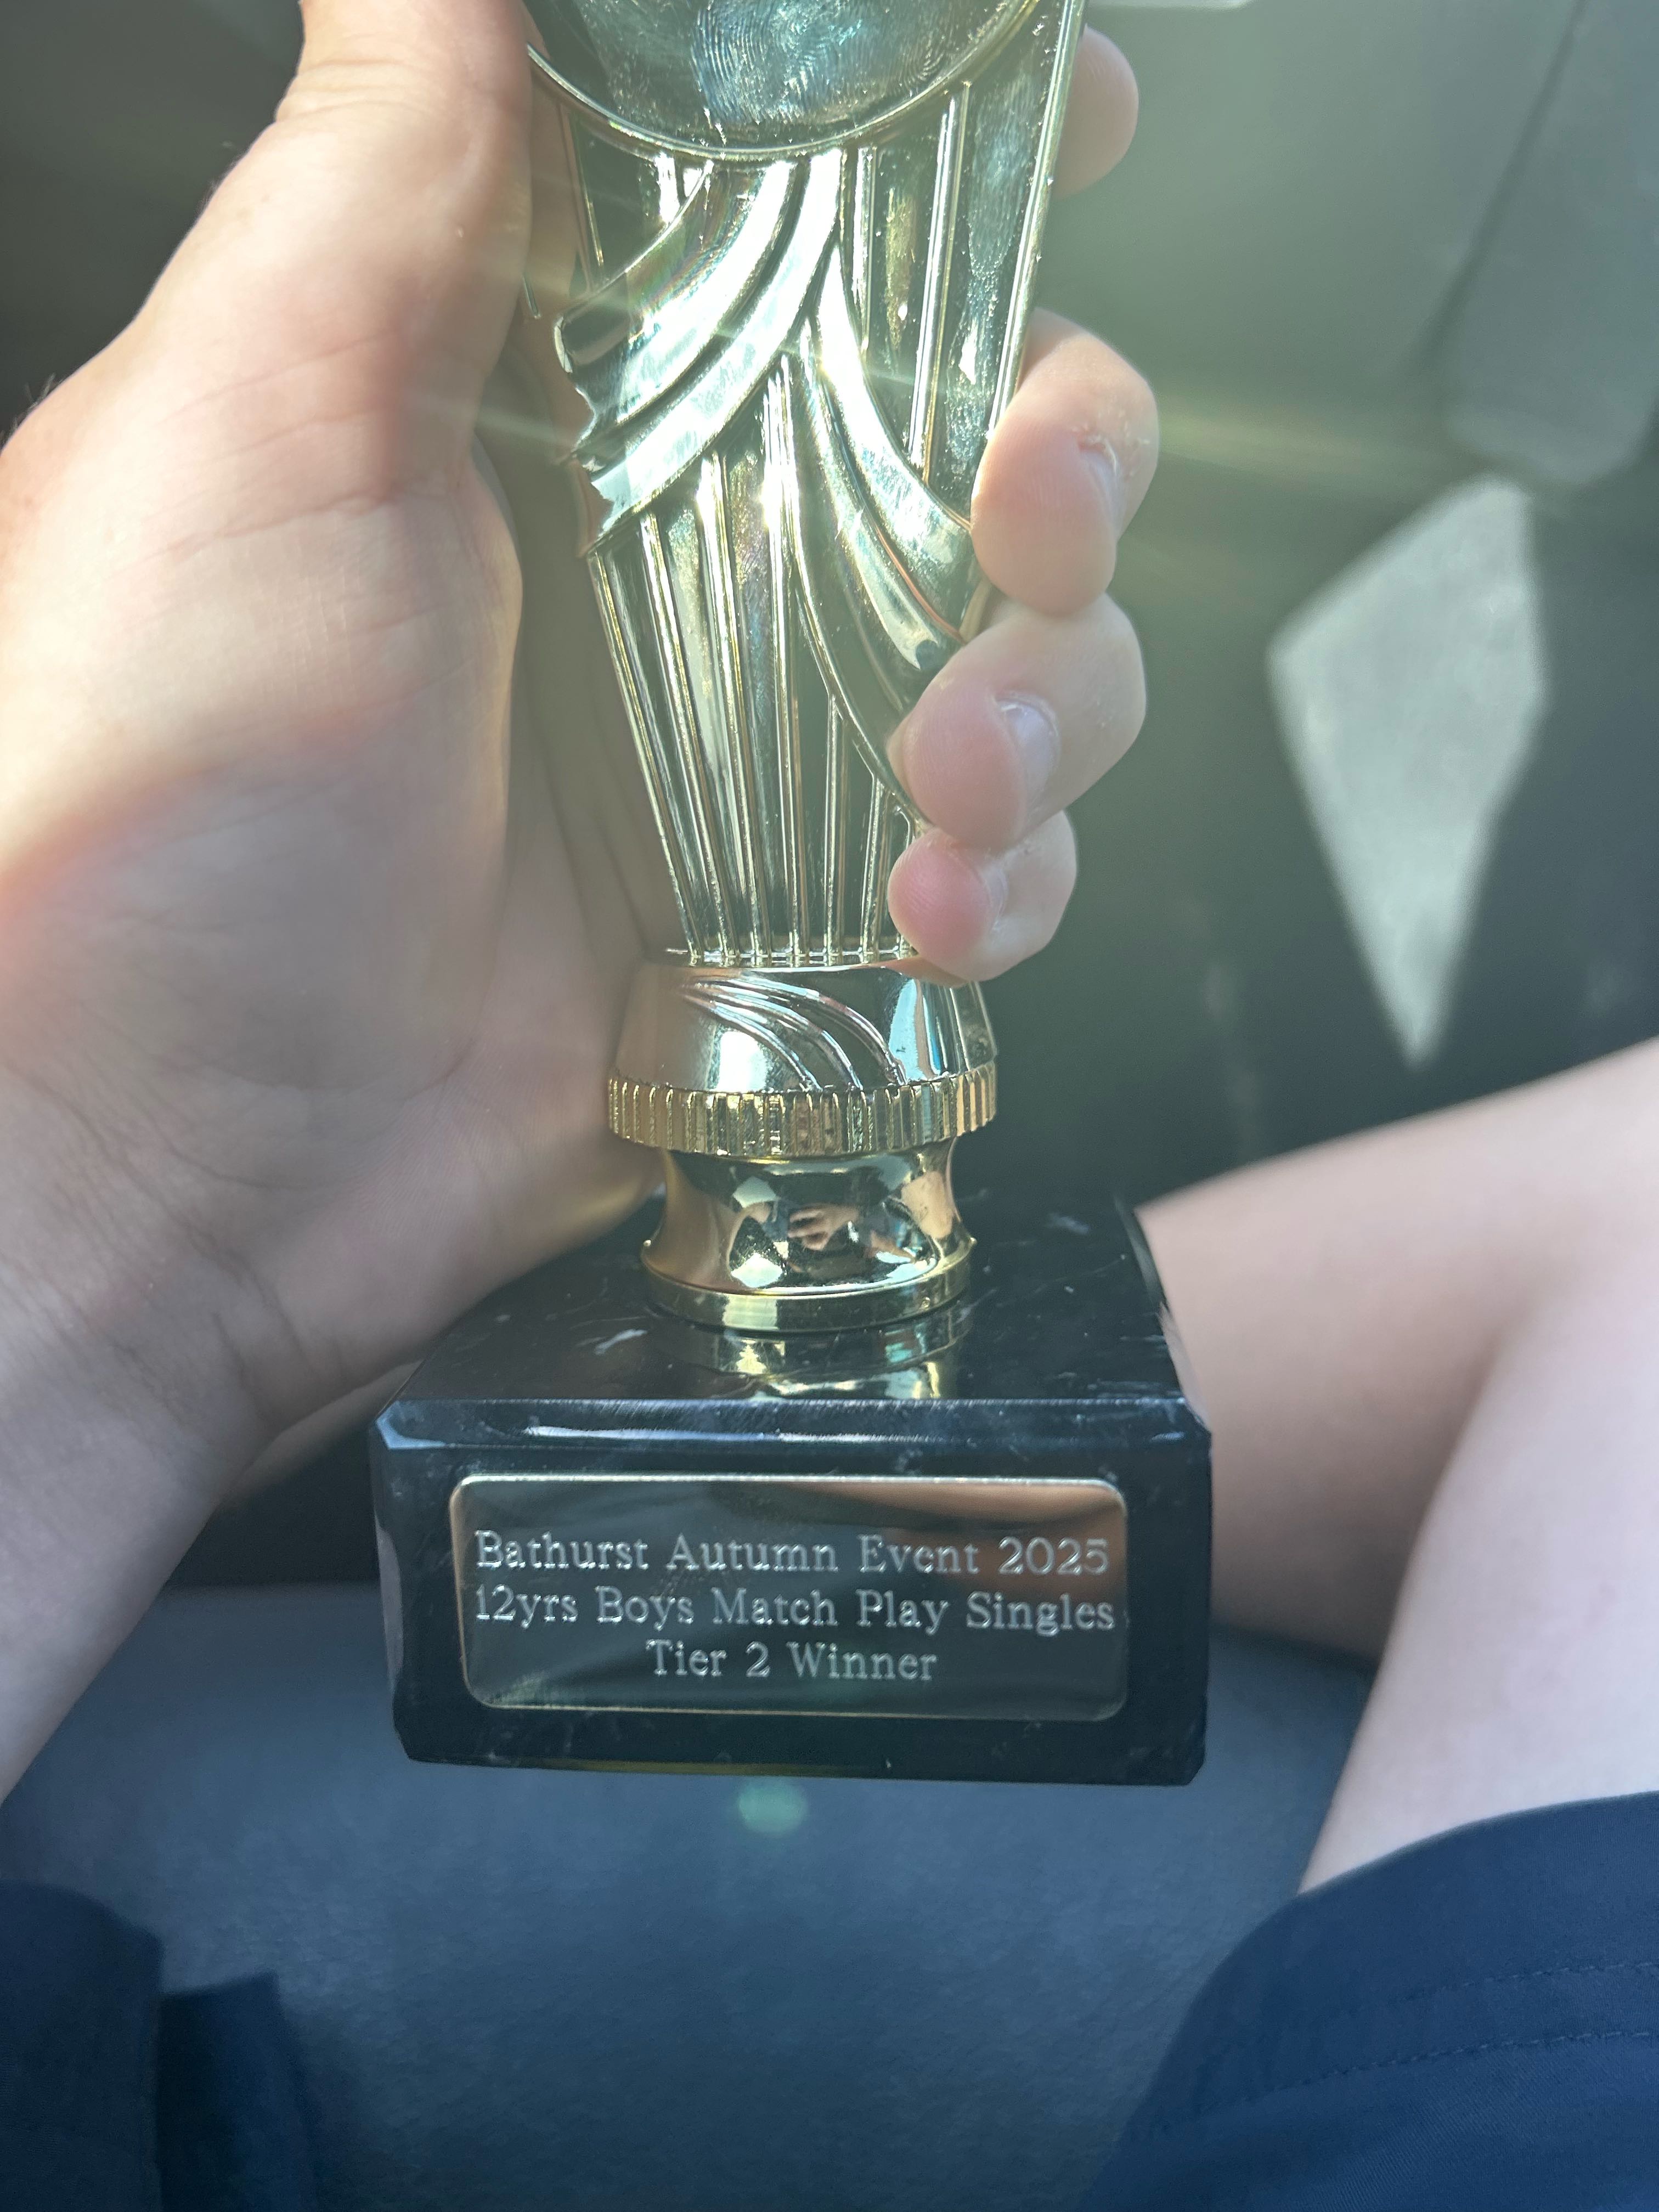 Bathurst Autumn Event 2025
12yrs Boys Match Play Singles
Tier 2 Winner